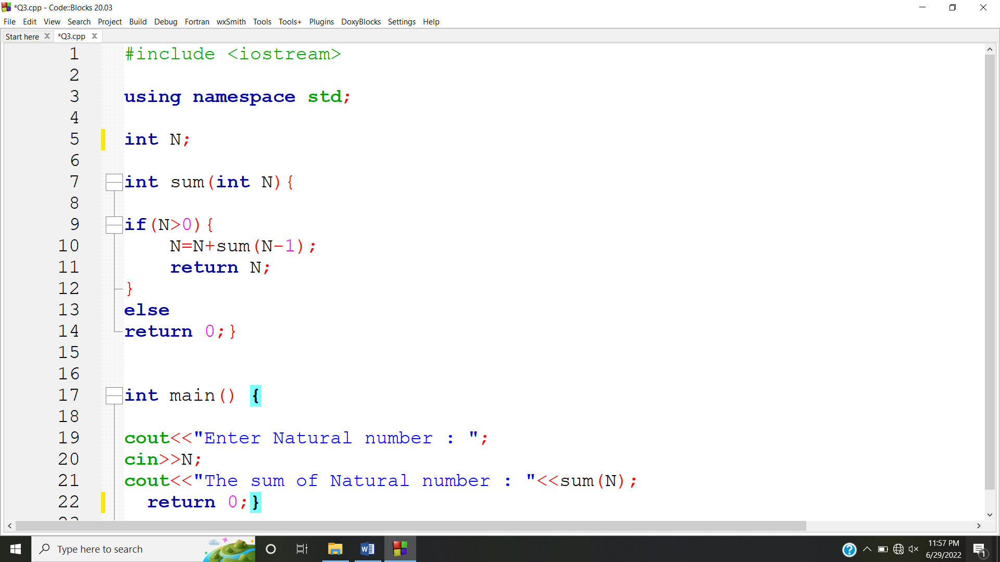 *Q3.cpp - Code::Blocks 20.03
File Edit View Search Project Build Debug Fortran wxSmith Tools Tools+ Plugins DoxyBlocks Settings Help
Start here X *Q3.cpp X
1 #include <iostream>
2
3 using namespace std;
4
5 int N;
6
7 int sum(int N){
8
9 if(N>0){
10     N=N+sum(N-1);
11     return N;
12 }
13 else
14 return 0;}
15
16
17 int main() {
18
19 cout<<"Enter Natural number : ";
20 cin>>N;
21 cout<<"The sum of Natural number : "<<sum(N);
22   return 0;}
Type here to search
11:57 PM
6/29/2022
1